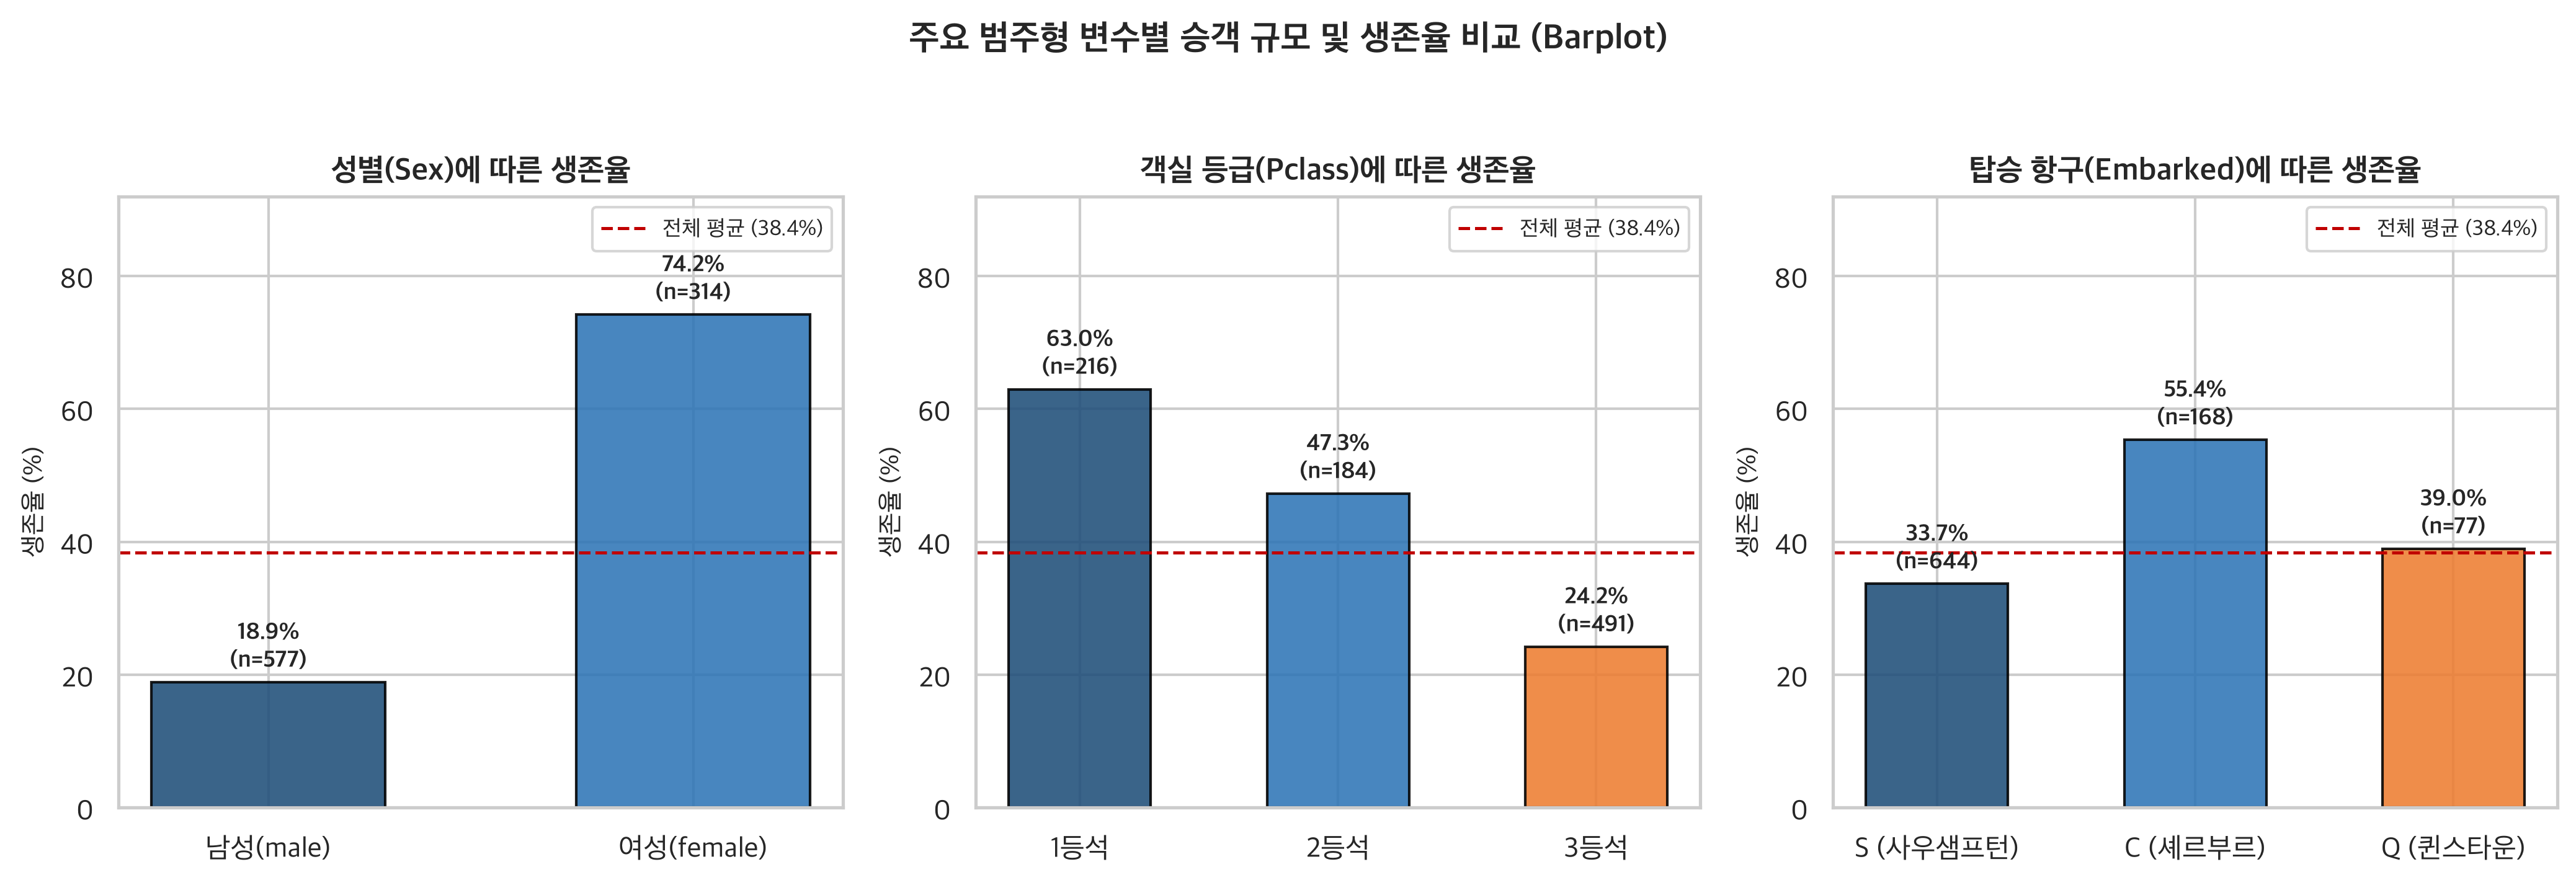 주요 범주형 변수별 승객 규모 및 생존율 비교 (Barplot)
성별(Sex)에 따른 생존율
전체 평균 (38.4%)
생존율 (%)
80
60
40
20
0
74.2%
(n=314)
18.9%
(n=577)
남성(male)
여성(female)
객실 등급(Pclass)에 따른 생존율
전체 평균 (38.4%)
생존율 (%)
80
60
40
20
0
63.0%
(n=216)
47.3%
(n=184)
24.2%
(n=491)
1등석
2등석
3등석
탑승 항구(Embarked)에 따른 생존율
전체 평균 (38.4%)
생존율 (%)
80
60
40
20
0
33.7%
(n=644)
55.4%
(n=168)
39.0%
(n=77)
S (사우샘프턴)
C (셰르부르)
Q (퀸스타운)